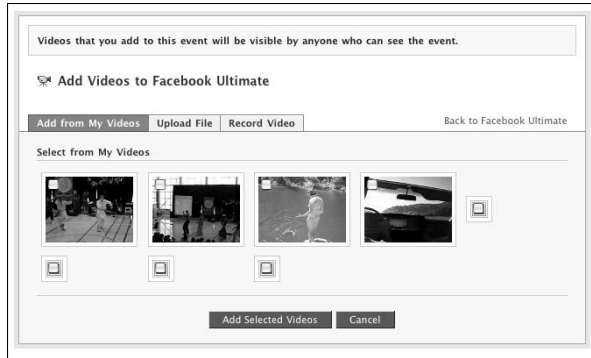 Videos that you add to this event will be visible by anyone who can see the event.
Add Videos to Facebook Ultimate
Add from My Videos Upload File Record Video Back to Facebook Ultimate
Select from My Videos
Add Selected Videos Cancel